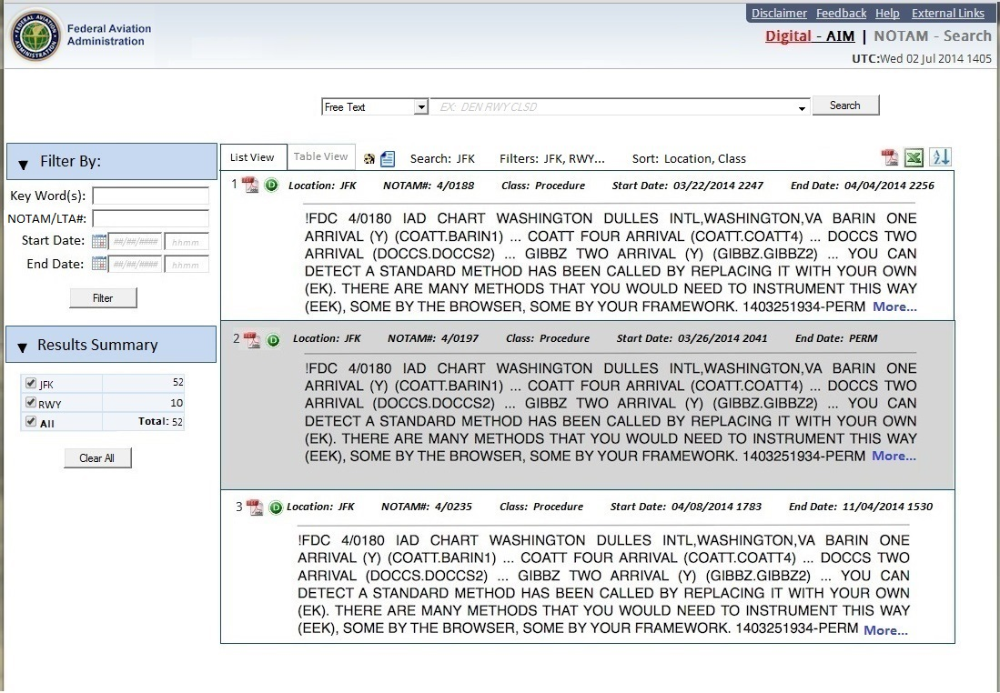 Disclaimer Feedback Help External Links
Federal Aviation
Administration
Digital - AIM | NOTAM - Search
UTC:Wed 02 Jul 2014 1405
Free Text EX: DEN RWY CLSD Search
Filter By:
Key Word(s):
NOTAM/LTA#:
Start Date: ##/##/#### hhmm
End Date: ##/##/#### hhmm
Filter
Results Summary
JFK 52
RWY 10
All Total: 52
Clear All
List View Table View Search: JFK Filters: JFK, RWY... Sort: Location, Class
1 D Location: JFK NOTAM#: 4/0188 Class: Procedure Start Date: 03/22/2014 2247 End Date: 04/04/2014 2256
!FDC 4/0180 IAD CHART WASHINGTON DULLES INTL,WASHINGTON,VA BARIN ONE
ARRIVAL (Y) (COATT.BARIN1) ... COATT FOUR ARRIVAL (COATT.COATT4) ... DOCCS TWO
ARRIVAL (DOCCS.DOCCS2) ... GIBBZ TWO ARRIVAL (Y) (GIBBZ.GIBBZ2) ... YOU CAN
DETECT A STANDARD METHOD HAS BEEN CALLED BY REPLACING IT WITH YOUR OWN
(EK). THERE ARE MANY METHODS THAT YOU WOULD NEED TO INSTRUMENT THIS WAY
(EEK), SOME BY THE BROWSER, SOME BY YOUR FRAMEWORK. 1403251934-PERM More...
2 D Location: JFK NOTAM#: 4/0197 Class: Procedure Start Date: 03/26/2014 2041 End Date: PERM
!FDC 4/0180 IAD CHART WASHINGTON DULLES INTL,WASHINGTON,VA BARIN ONE
ARRIVAL (Y) (COATT.BARIN1) ... COATT FOUR ARRIVAL (COATT.COATT4) ... DOCCS TWO
ARRIVAL (DOCCS.DOCCS2) ... GIBBZ TWO ARRIVAL (Y) (GIBBZ.GIBBZ2) ... YOU CAN
DETECT A STANDARD METHOD HAS BEEN CALLED BY REPLACING IT WITH YOUR OWN
(EK). THERE ARE MANY METHODS THAT YOU WOULD NEED TO INSTRUMENT THIS WAY
(EEK), SOME BY THE BROWSER, SOME BY YOUR FRAMEWORK. 1403251934-PERM More...
3 D Location: JFK NOTAM#: 4/0235 Class: Procedure Start Date: 04/08/2014 1783 End Date: 11/04/2014 1530
!FDC 4/0180 IAD CHART WASHINGTON DULLES INTL,WASHINGTON,VA BARIN ONE
ARRIVAL (Y) (COATT.BARIN1) ... COATT FOUR ARRIVAL (COATT.COATT4) ... DOCCS TWO
ARRIVAL (DOCCS.DOCCS2) ... GIBBZ TWO ARRIVAL (Y) (GIBBZ.GIBBZ2) ... YOU CAN
DETECT A STANDARD METHOD HAS BEEN CALLED BY REPLACING IT WITH YOUR OWN
(EK). THERE ARE MANY METHODS THAT YOU WOULD NEED TO INSTRUMENT THIS WAY
(EEK), SOME BY THE BROWSER, SOME BY YOUR FRAMEWORK. 1403251934-PERM More...